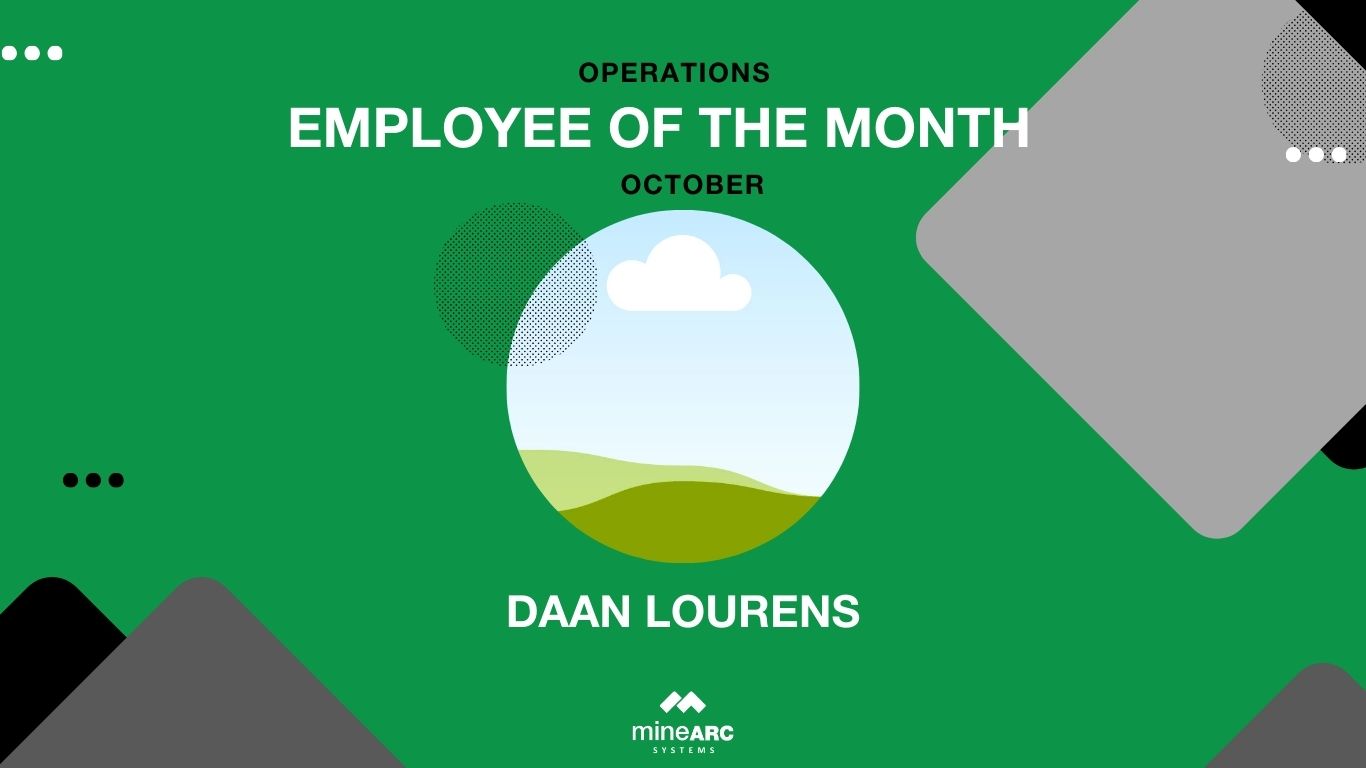 OPERATIONS
EMPLOYEE OF THE MONTH
OCTOBER
DAAN LOURENS
mineARC
SYSTEMS